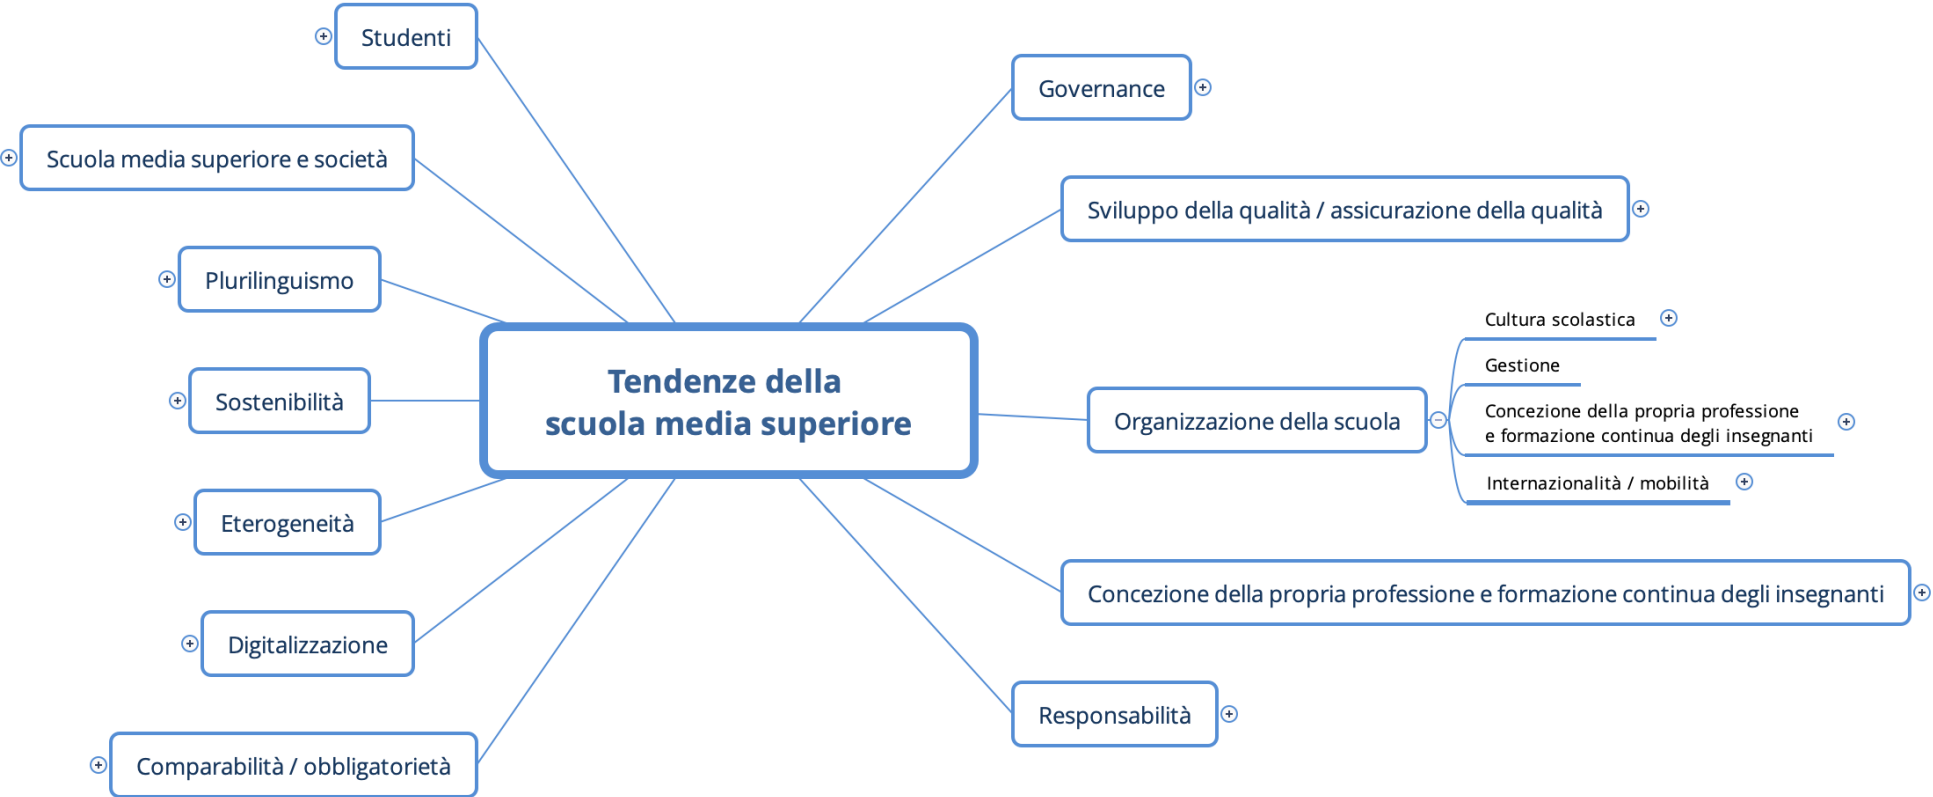 Studenti
Scuola media superiore e società
Plurilinguismo
Sostenibilità
Eterogeneità
Digitalizzazione
Comparabilità / obbligatorietà
Tendenze della
scuola media superiore
Governance
Sviluppo della qualità / assicurazione della qualità
Organizzazione della scuola
Cultura scolastica
Gestione
Concezione della propria professione
e formazione continua degli insegnanti
Internazionalità / mobilità
Concezione della propria professione e formazione continua degli insegnanti
Responsabilità